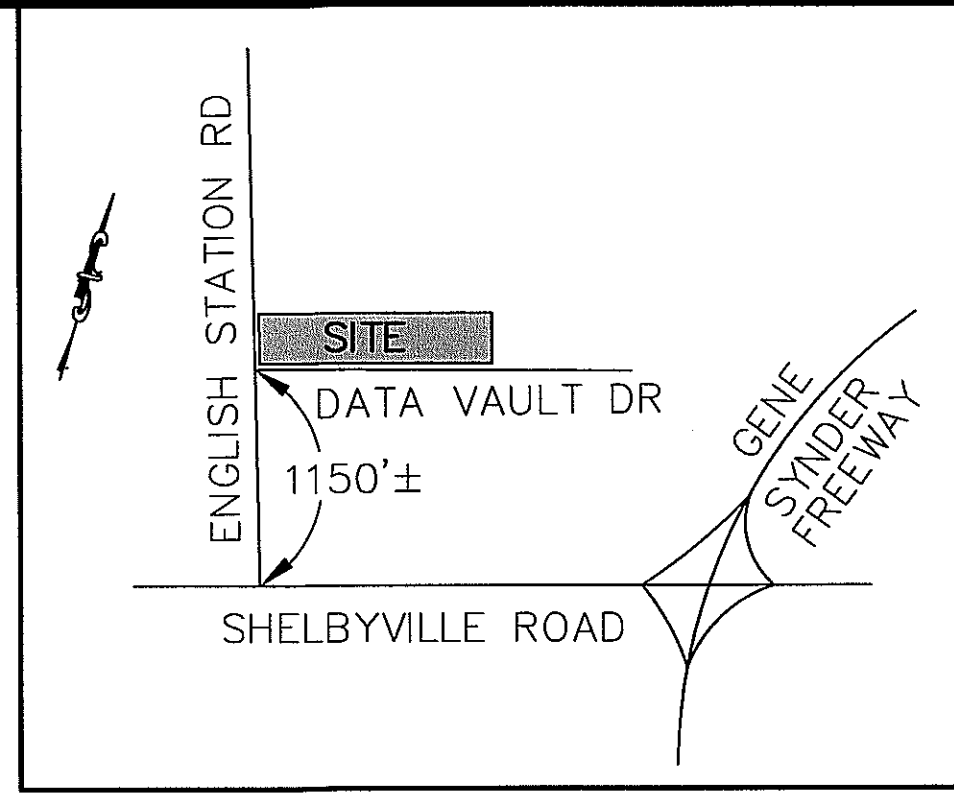 ENGLISH STATION RD
SITE
DATA VAULT DR
1150'±
GENE
SYNDER
FREEWAY
SHELBYVILLE ROAD